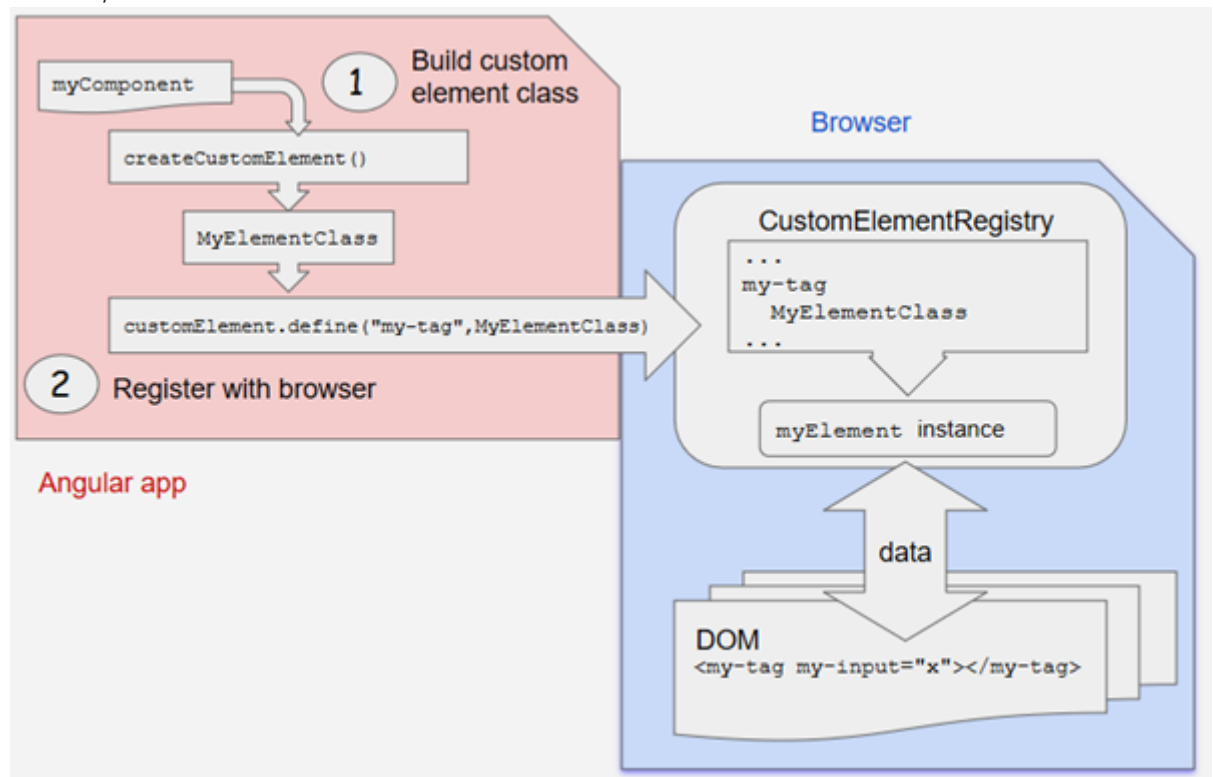 1
Build custom
element class
myComponent
createCustomElement()
MyElementClass
customElement.define("my-tag",MyElementClass)
2
Register with browser
Angular app
Browser
CustomElementRegistry
...
my-tag
MyElementClass
...
myElement instance
data
DOM
<my-tag my-input="x"></my-tag>